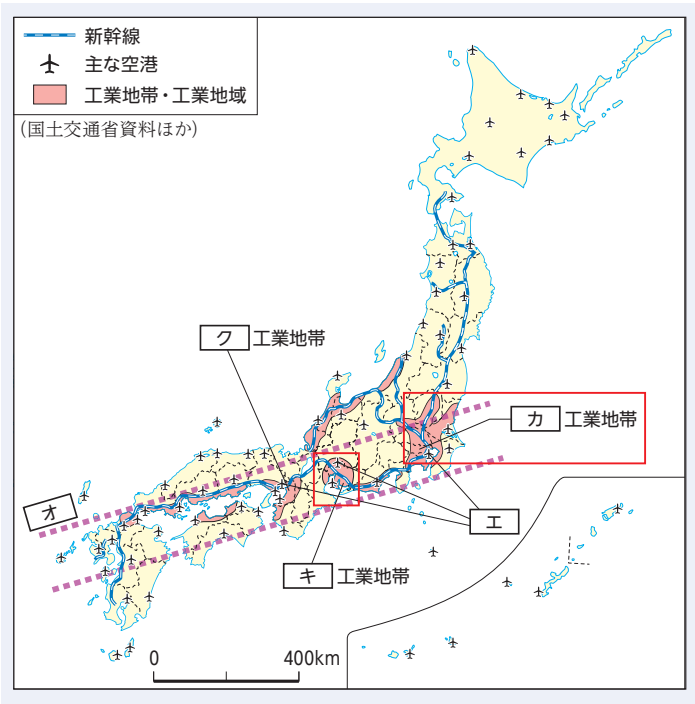 新幹線
主な空港
工業地帯・工業地域
(国土交通省資料ほか)
ク 工業地帯
カ 工業地帯
オ
エ
キ 工業地帯
0 400km